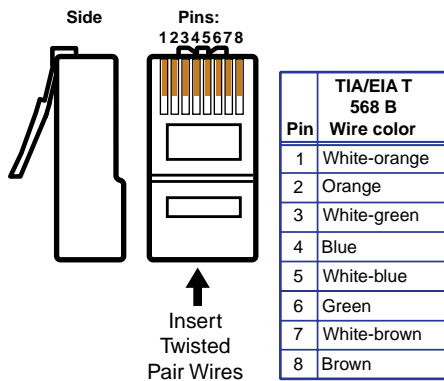 Side
Pins:
12345678
Insert
Twisted
Pair Wires
TIA/EIA T
568 B
Pin Wire color
1 White-orange
2 Orange
3 White-green
4 Blue
5 White-blue
6 Green
7 White-brown
8 Brown